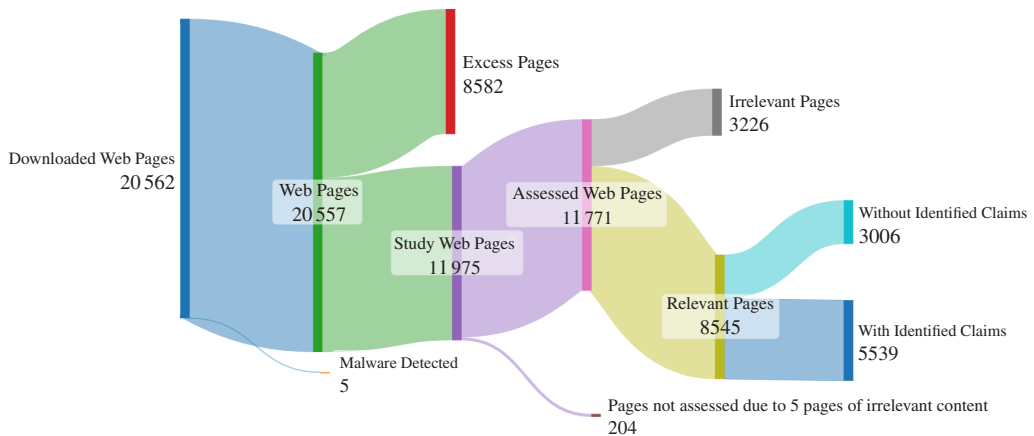 Excess Pages
8582
Irrelevant Pages
3226
Downloaded Web Pages
20 562
Web Pages
20 557
Assessed Web Pages
11 771
Without Identified Claims
3006
Study Web Pages
11 975
Relevant Pages
8545
With Identified Claims
5539
Malware Detected
5
Pages not assessed due to 5 pages of irrelevant content
204